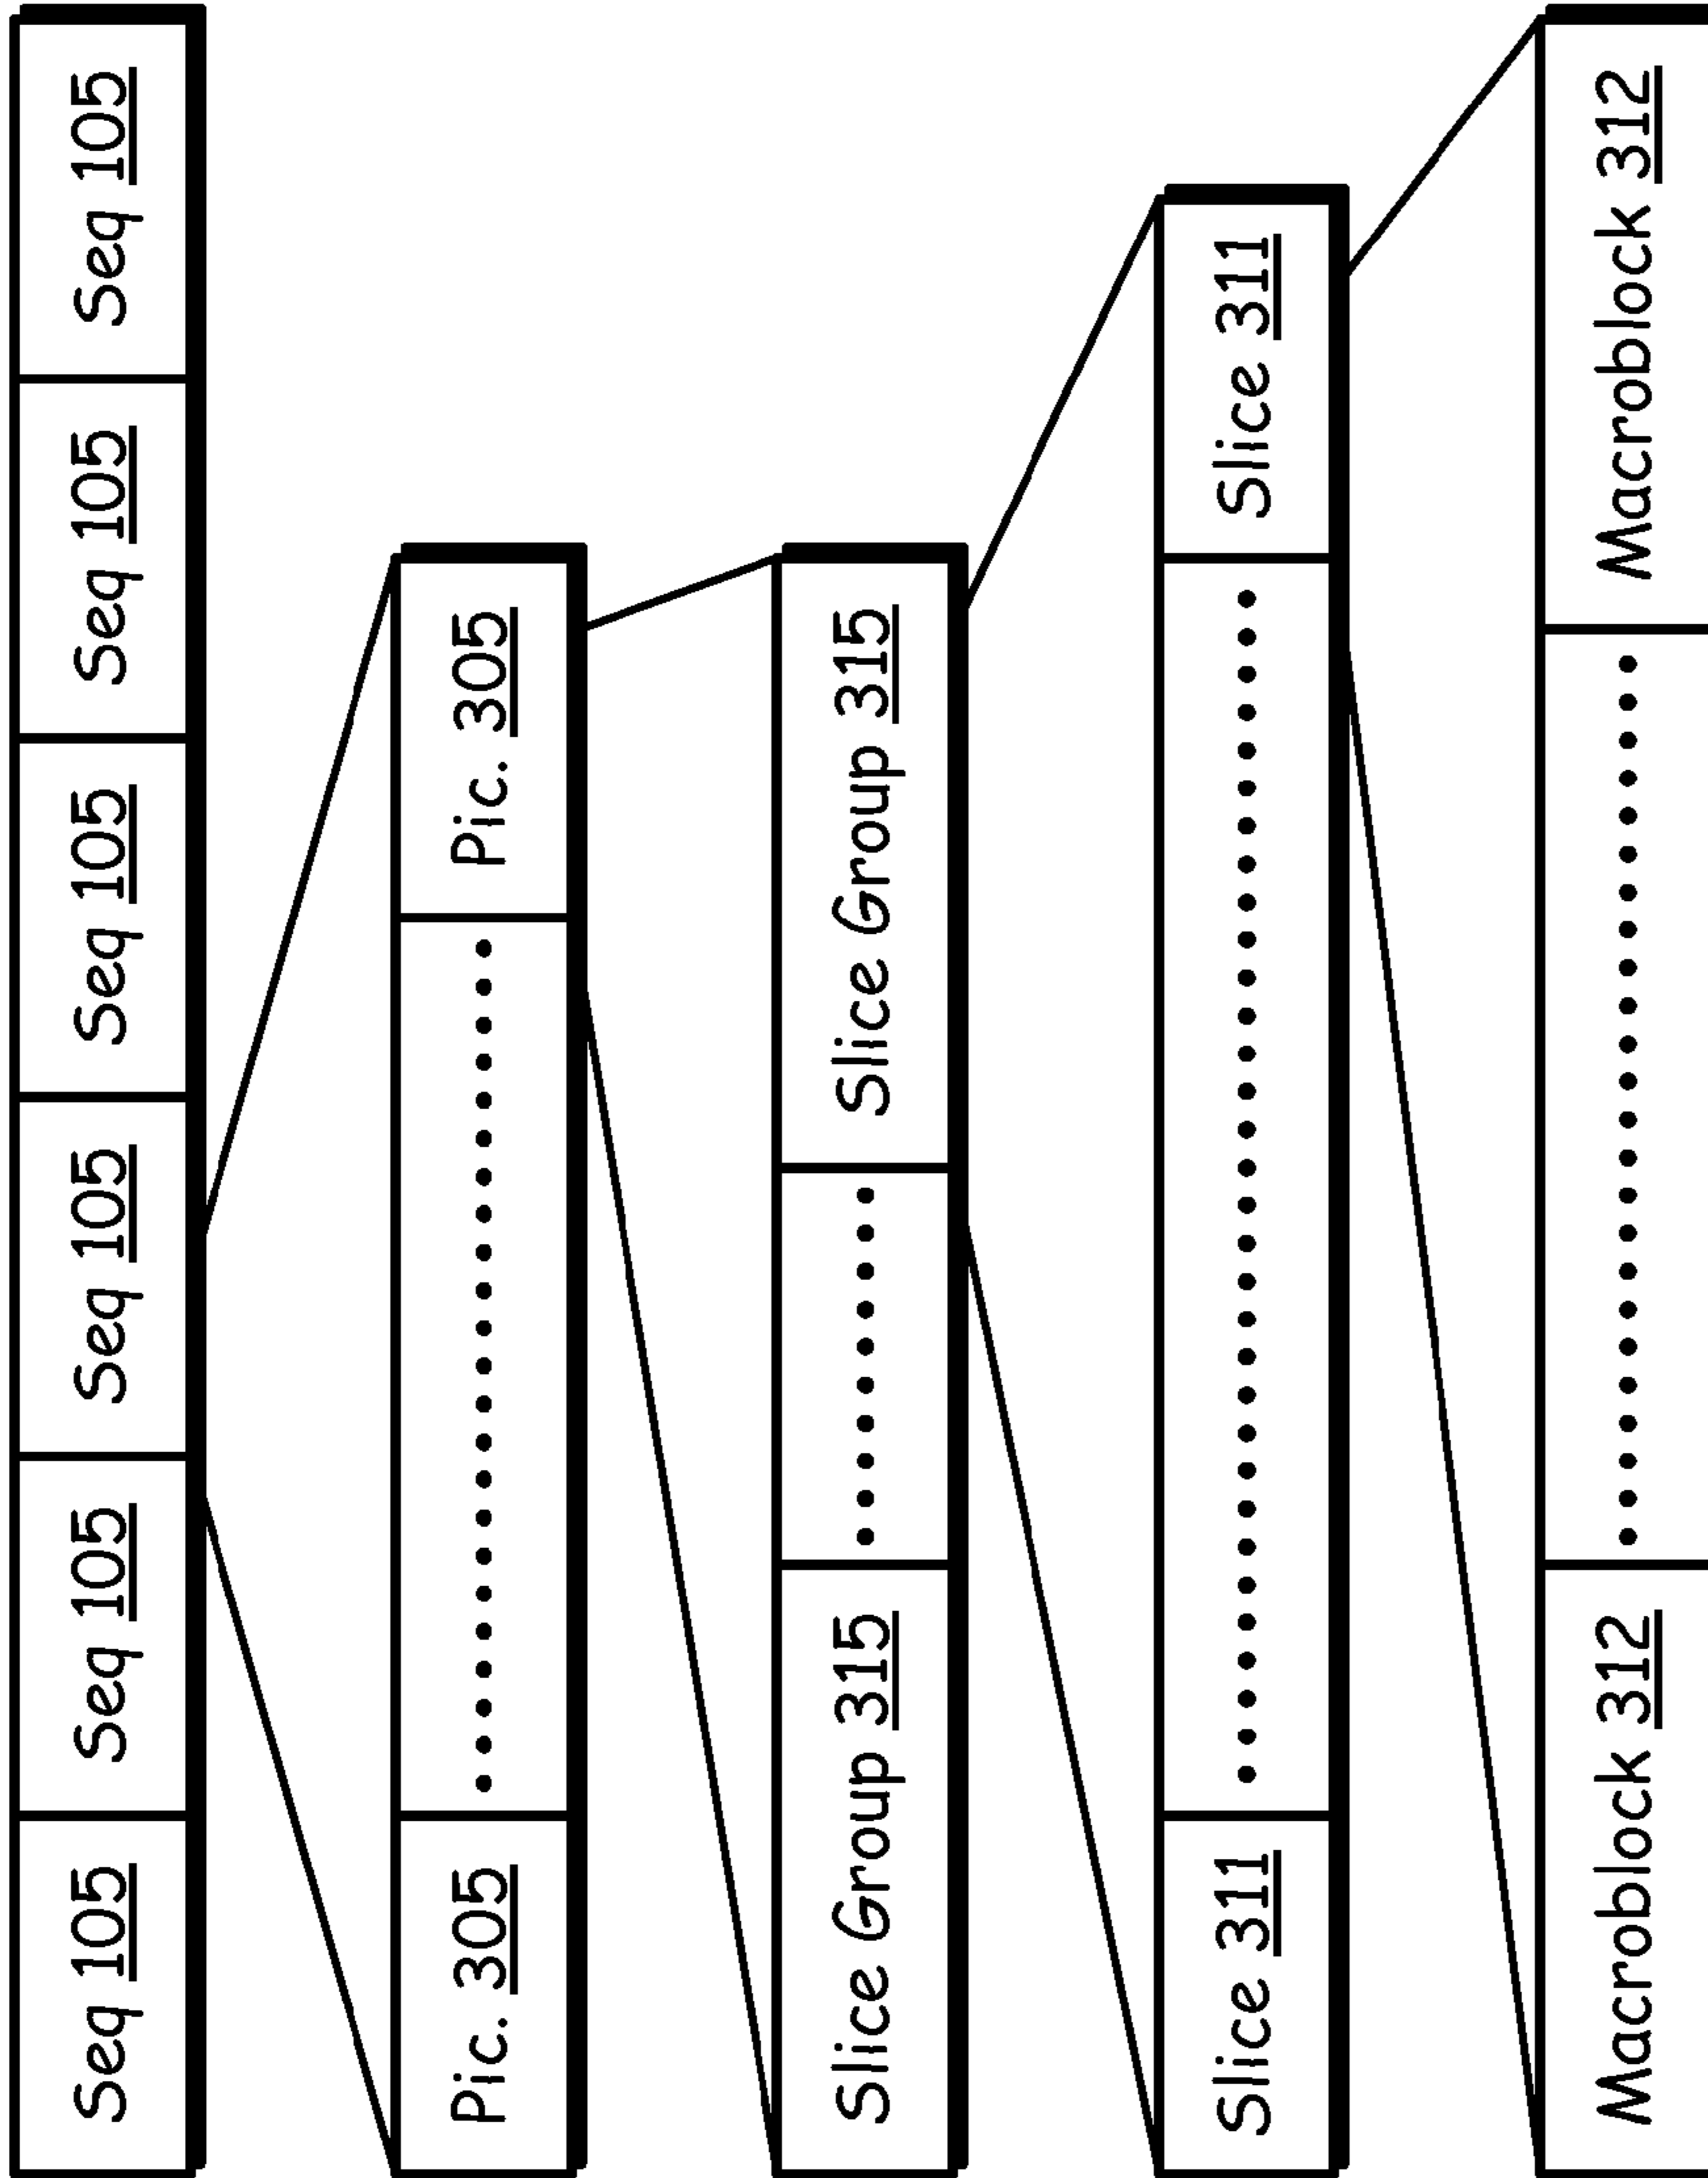 Seq 105 Seq 105 Seq 105 Seq 105 Seq 105 Seq 105
Pic. 305 Pic. 305
Slice Group 315 Slice Group 315
Slice 311 Slice 311
Macroblock 312 Macroblock 312